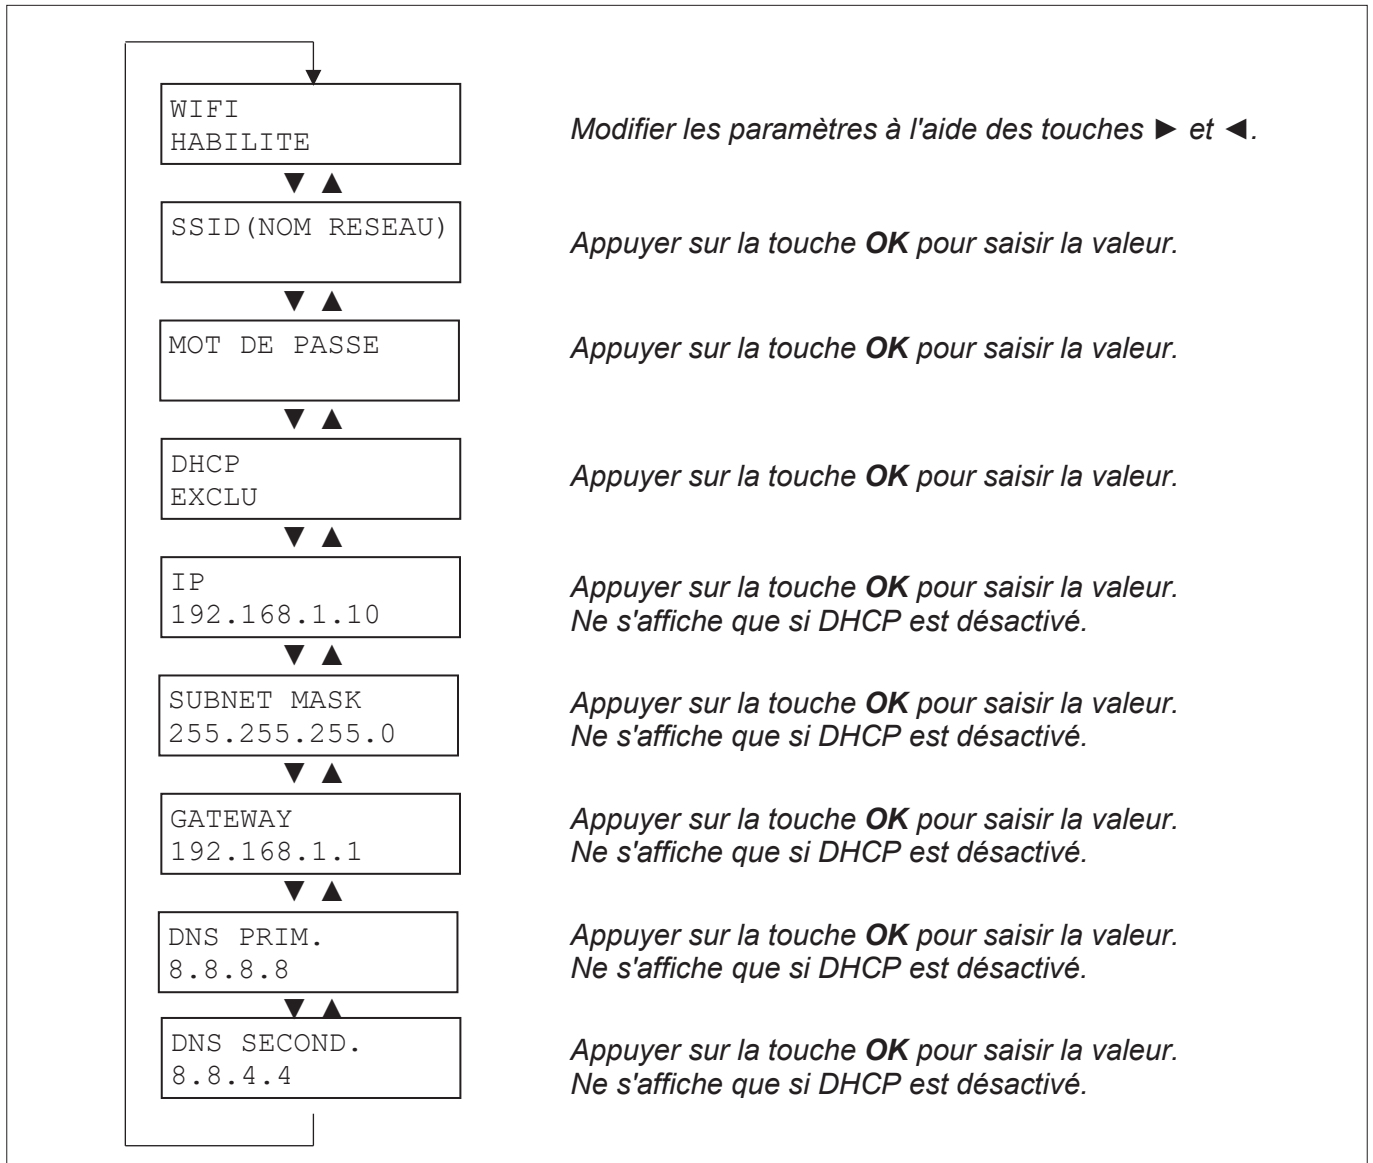 WIFI
HABILITE
Modifier les paramètres à l'aide des touches ► et ◄.
▼ ▲
SSID(NOM RESEAU)
Appuyer sur la touche OK pour saisir la valeur.
▼ ▲
MOT DE PASSE
Appuyer sur la touche OK pour saisir la valeur.
▼ ▲
DHCP
EXCLU
Appuyer sur la touche OK pour saisir la valeur.
▼ ▲
IP
192.168.1.10
Appuyer sur la touche OK pour saisir la valeur.
Ne s'affiche que si DHCP est désactivé.
▼ ▲
SUBNET MASK
255.255.255.0
Appuyer sur la touche OK pour saisir la valeur.
Ne s'affiche que si DHCP est désactivé.
▼ ▲
GATEWAY
192.168.1.1
Appuyer sur la touche OK pour saisir la valeur.
Ne s'affiche que si DHCP est désactivé.
▼ ▲
DNS PRIM.
8.8.8.8
Appuyer sur la touche OK pour saisir la valeur.
Ne s'affiche que si DHCP est désactivé.
▼ ▲
DNS SECOND.
8.8.4.4
Appuyer sur la touche OK pour saisir la valeur.
Ne s'affiche que si DHCP est désactivé.